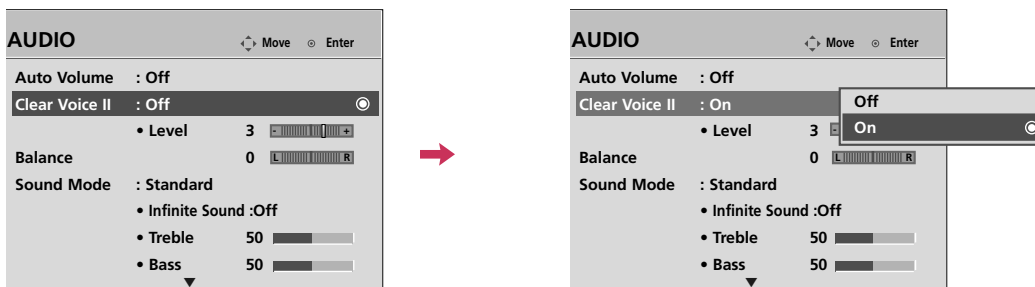 AUDIO Move Enter
Auto Volume : Off
Clear Voice II : Off
• Level 3 - +
Balance 0 L R
Sound Mode : Standard
• Infinite Sound :Off
• Treble 50
• Bass 50
AUDIO Move Enter
Auto Volume : Off
Clear Voice II : On
Off
On
• Level 3 -
Balance 0 L R
Sound Mode : Standard
• Infinite Sound :Off
• Treble 50
• Bass 50